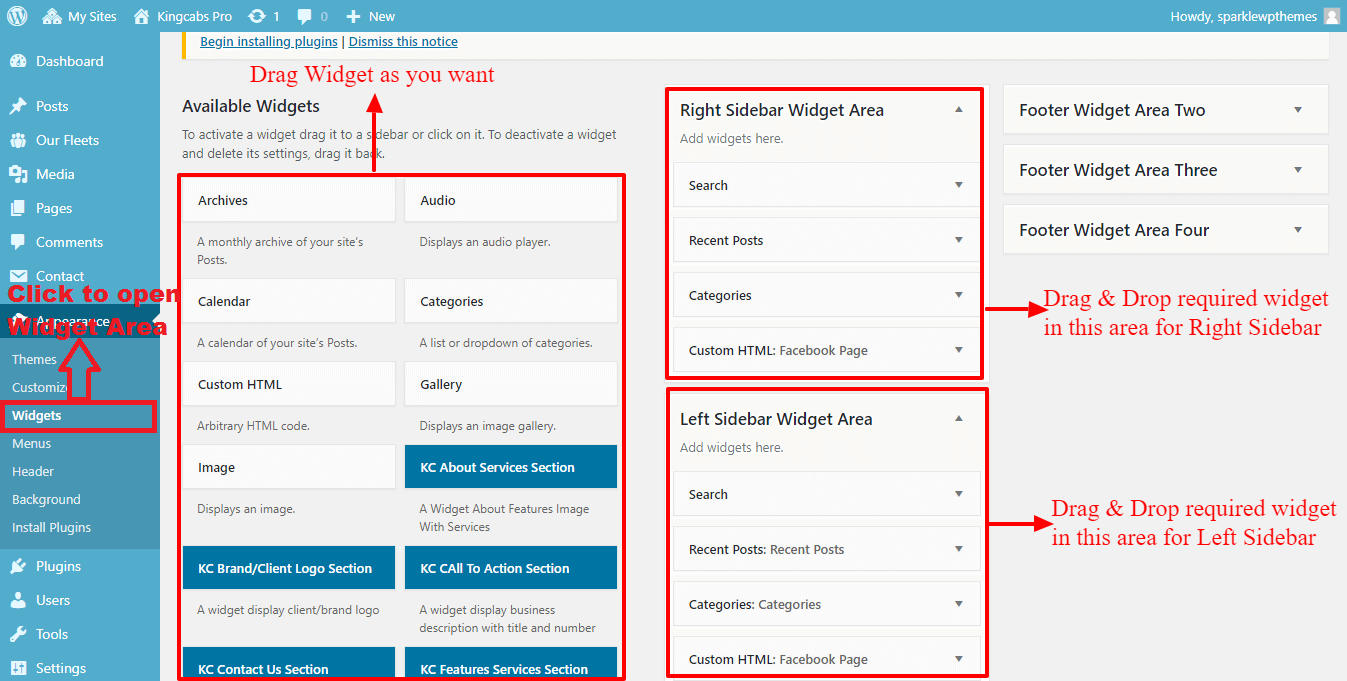 My Sites
Kingcabs Pro
1
0
New
Howdy, sparklewpthemes
Dashboard
Posts
Our Fleets
Media
Pages
Comments
Contact
Click to open
Appearance
Widget Area
Themes
Customize
Widgets
Menus
Header
Background
Install Plugins
Plugins
Users
Tools
Settings
Begin installing plugins | Dismiss this notice
Drag Widget as you want
Available Widgets
To activate a widget drag it to a sidebar or click on it. To deactivate a widget
and delete its settings, drag it back.
Archives
A monthly archive of your site's
Posts.
Audio
Displays an audio player.
Calendar
A calendar of your site's Posts.
Categories
A list or dropdown of categories.
Custom HTML
Arbitrary HTML code.
Gallery
Displays an image gallery.
Image
Displays an image.
KC About Services Section
A Widget About Features Image
With Services
KC Brand/Client Logo Section
A widget display client/brand logo
KC CAll To Action Section
A widget display business
description with title and number
KC Contact Us Section
KC Features Services Section
Right Sidebar Widget Area
Add widgets here.
Search
Recent Posts
Categories
Custom HTML: Facebook Page
Left Sidebar Widget Area
Add widgets here.
Search
Recent Posts: Recent Posts
Categories: Categories
Custom HTML: Facebook Page
Footer Widget Area Two
Footer Widget Area Three
Footer Widget Area Four
Drag & Drop required widget
in this area for Right Sidebar
Drag & Drop required widget
in this area for Left Sidebar